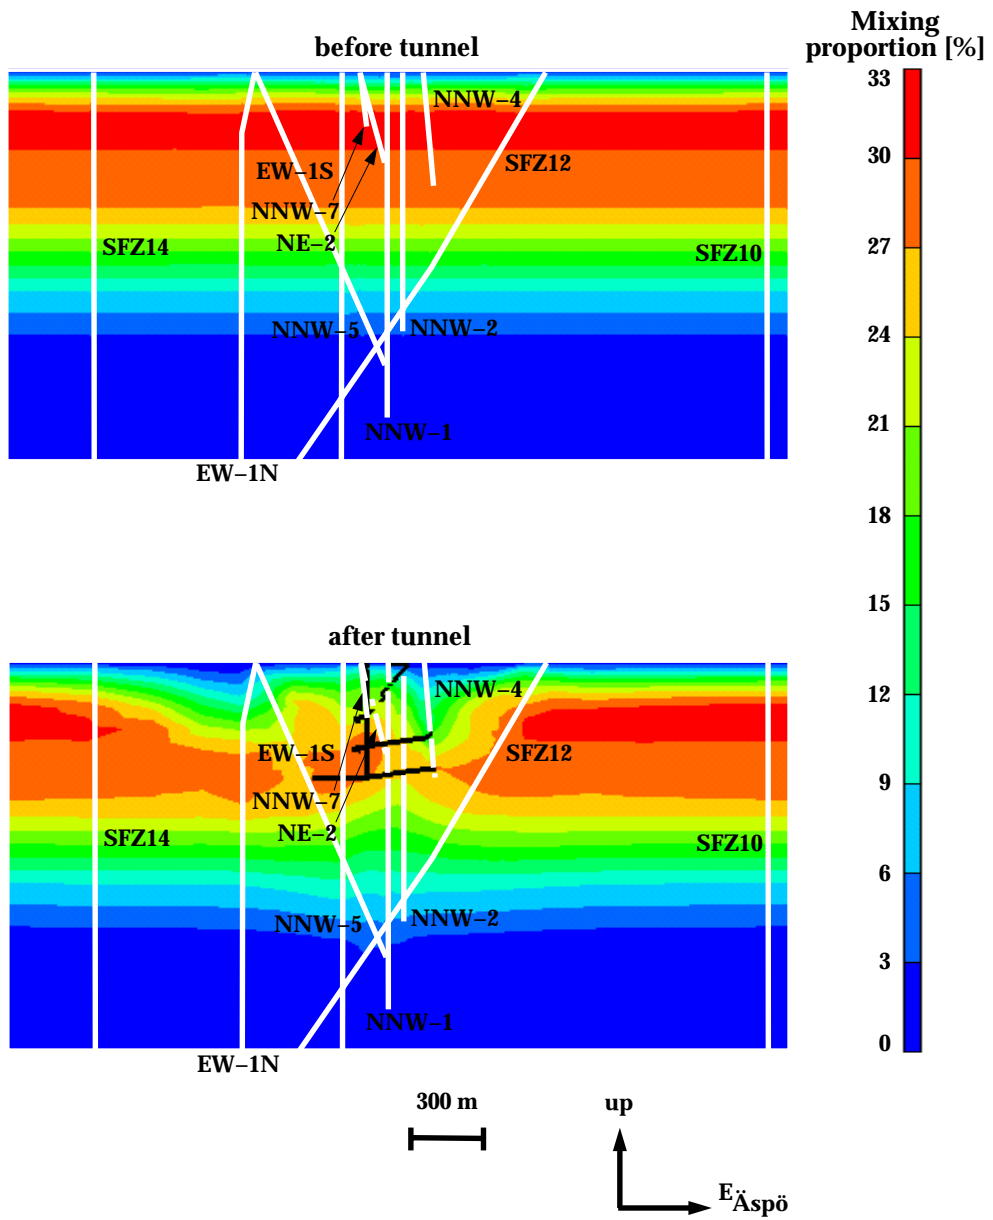 Mixing
proportion [%]
before tunnel
33
NNW–4
30
EW–1S
SFZ12
NNW–7
NE–2
SFZ14
SFZ10
27
NNW–5
NNW–2
24
21
NNW–1
EW–1N
18
15
after tunnel
12
NNW–4
EW–1S
SFZ12
9
NNW–7
NE–2
SFZ14
SFZ10
6
NNW–5
NNW–2
3
NNW–1
0
EW–1N
300 m
up
E Äspö